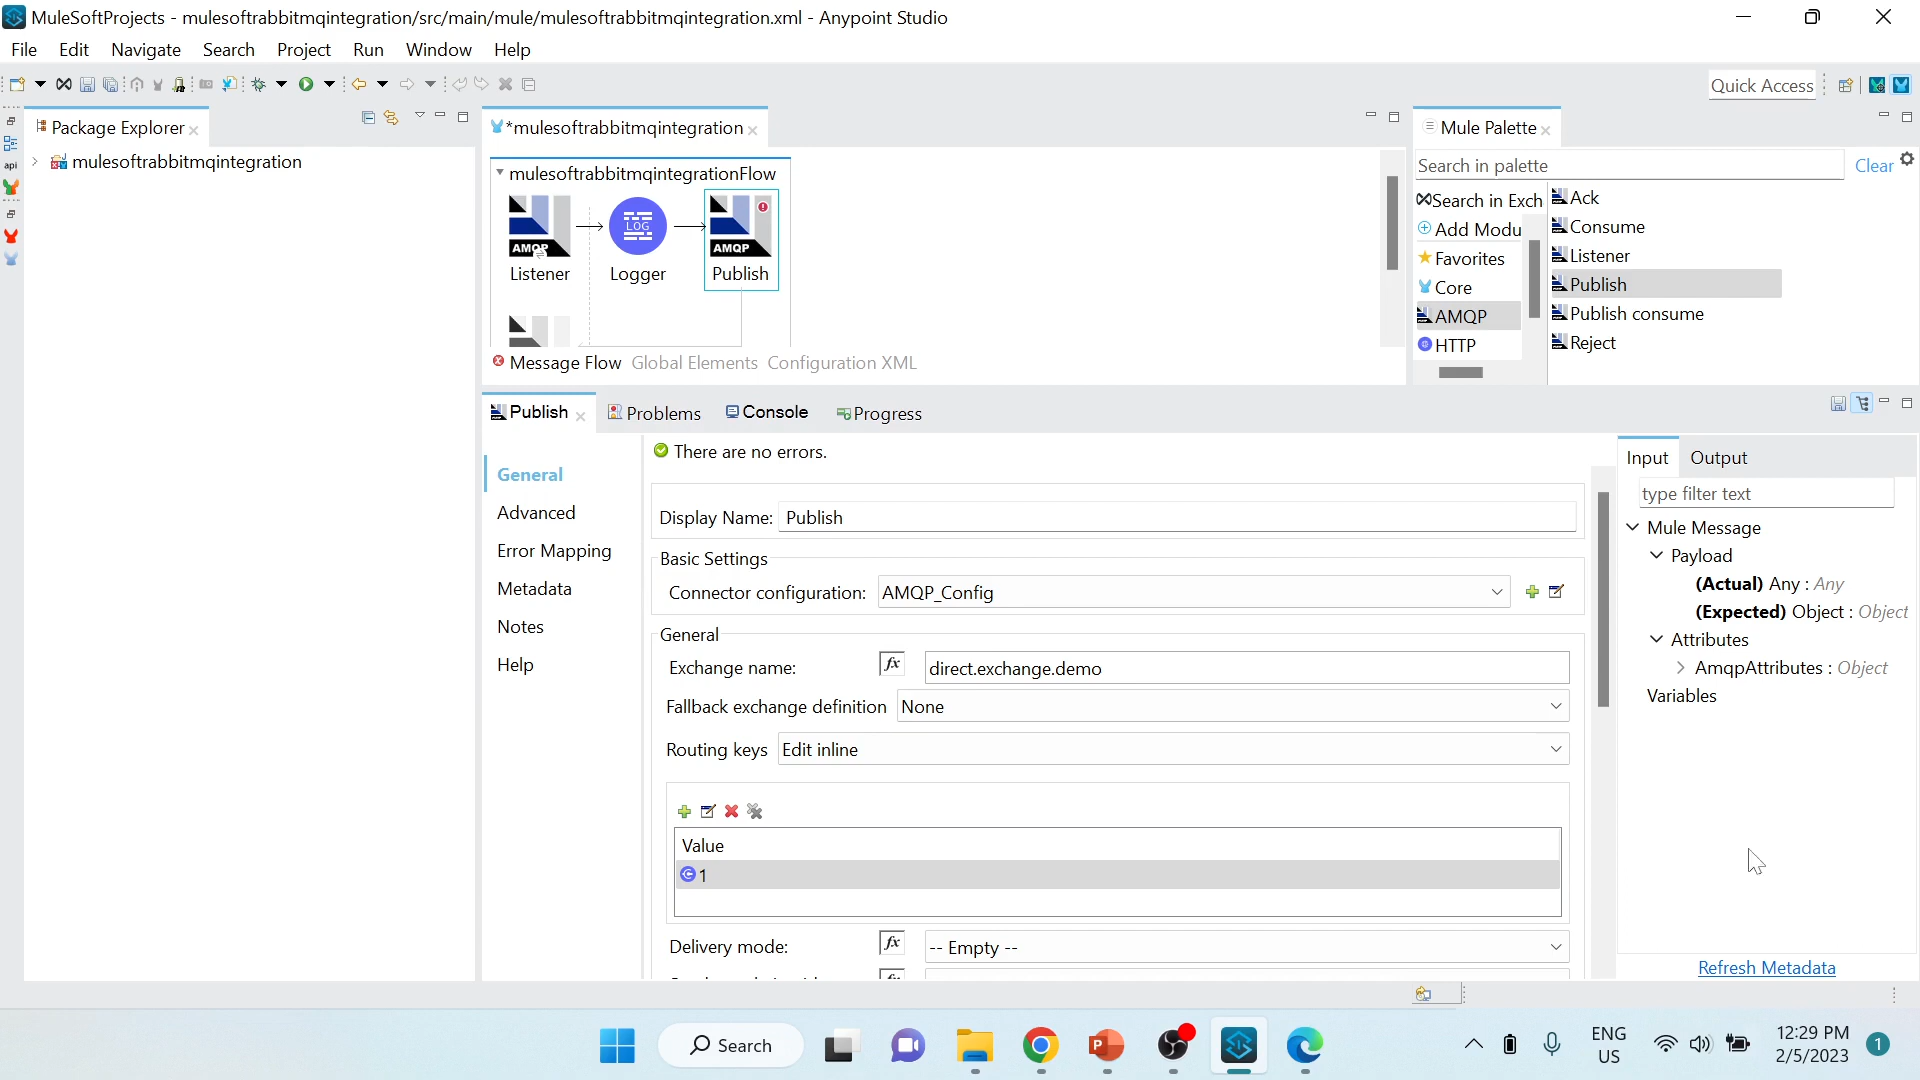 MuleSoftProjects - mulesoftrabbitmqintegration/src/main/mule/mulesoftrabbitmqintegration.xml - Anypoint Studio
File Edit Navigate Search Project Run Window Help
Quick Access
Package Explorer
mulesoftrabbitmqintegration
api
*mulesoftrabbitmqintegration
mulesoftrabbitmqintegrationFlow
AMQP
LOG
AMQP
Listener
Logger
Publish
Message Flow Global Elements Configuration XML
Mule Palette
Search in palette
Clear
Search in Exch
Add Modu
Favorites
Core
AMQP
HTTP
Ack
Consume
Listener
Publish
Publish consume
Reject
Publish
Problems
Console
Progress
General
Advanced
Error Mapping
Metadata
Notes
Help
There are no errors.
Display Name: Publish
Basic Settings
Connector configuration: AMQP_Config
General
Exchange name: fx direct.exchange.demo
Fallback exchange definition None
Routing keys Edit inline
Value
1
Delivery mode: fx -- Empty --
Input Output
type filter text
Mule Message
Payload
(Actual) Any : Any
(Expected) Object : Object
Attributes
AmqpAttributes : Object
Variables
Refresh Metadata
Search
ENG
US
12:29 PM
2/5/2023
1